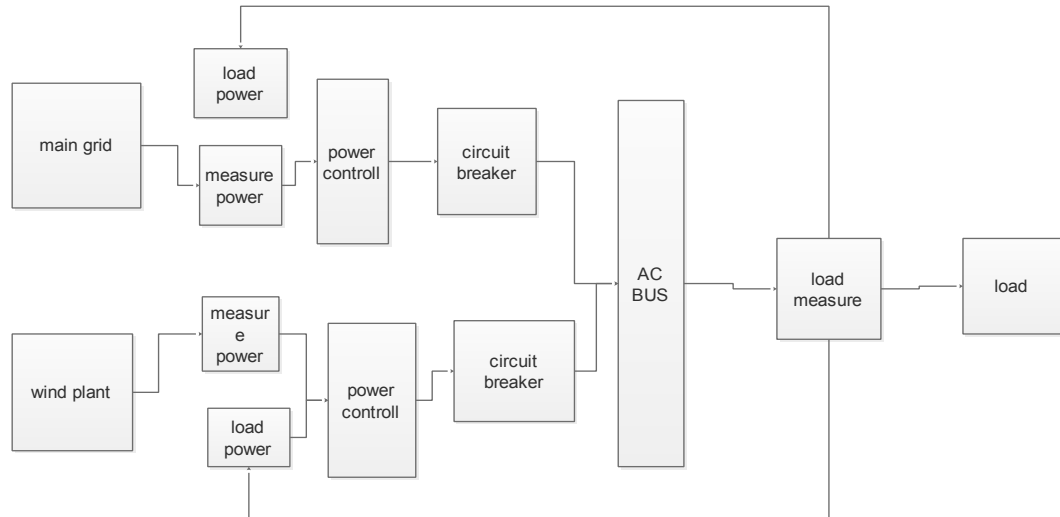 load
power
main grid
measure
power
power
controll
circuit
breaker
AC
BUS
load
measure
load
wind plant
measur
e
power
load
power
power
controll
circuit
breaker